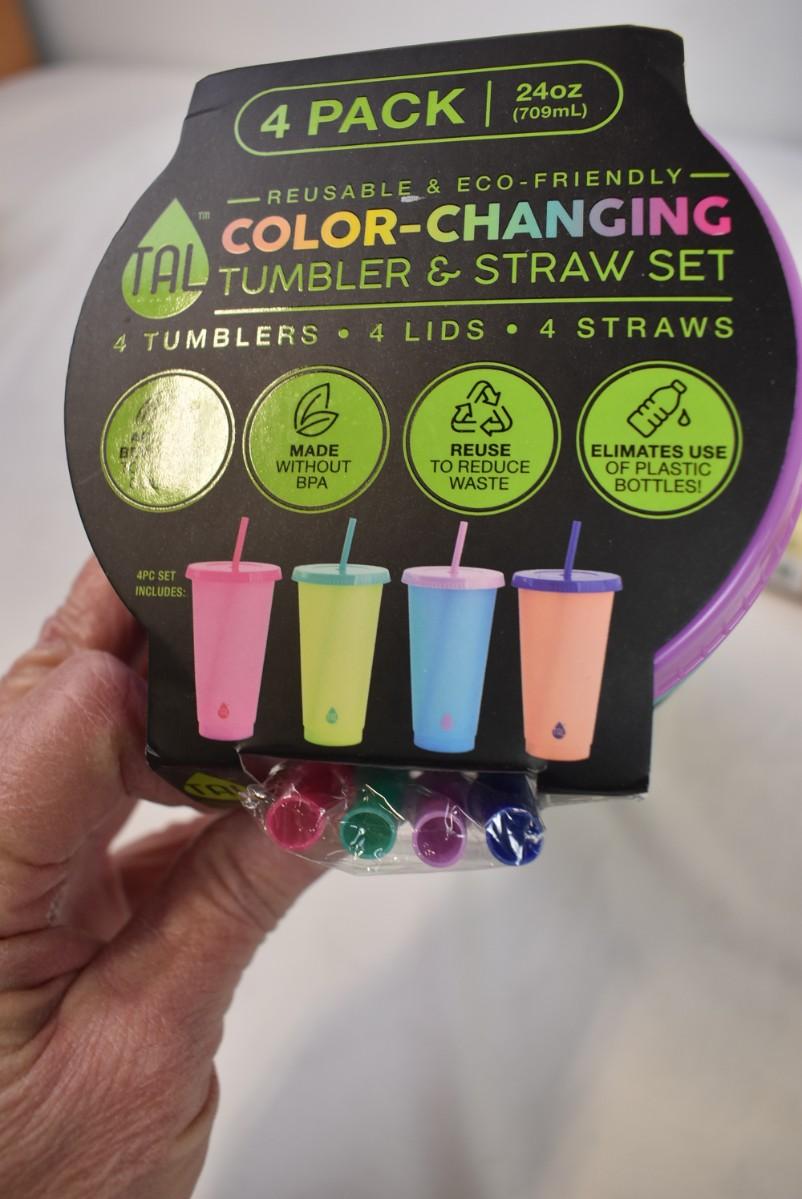 4 PACK
24oz
(709mL)
REUSABLE & ECO-FRIENDLY
TAL™
COLOR-CHANGING
TUMBLER & STRAW SET
4 TUMBLERS • 4 LIDS • 4 STRAWS
MADE
WITHOUT
BPA
REUSE
TO REDUCE
WASTE
ELIMATES USE
OF PLASTIC
BOTTLES!
4PC SET
INCLUDES:
TAL